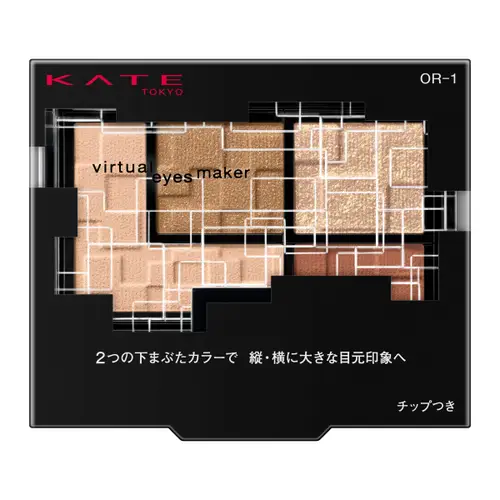 KATE
TOKYO
OR-1
virtual
eyes maker
2つの下まぶたカラーで 縦・横に大きな目元印象へ
チップつき